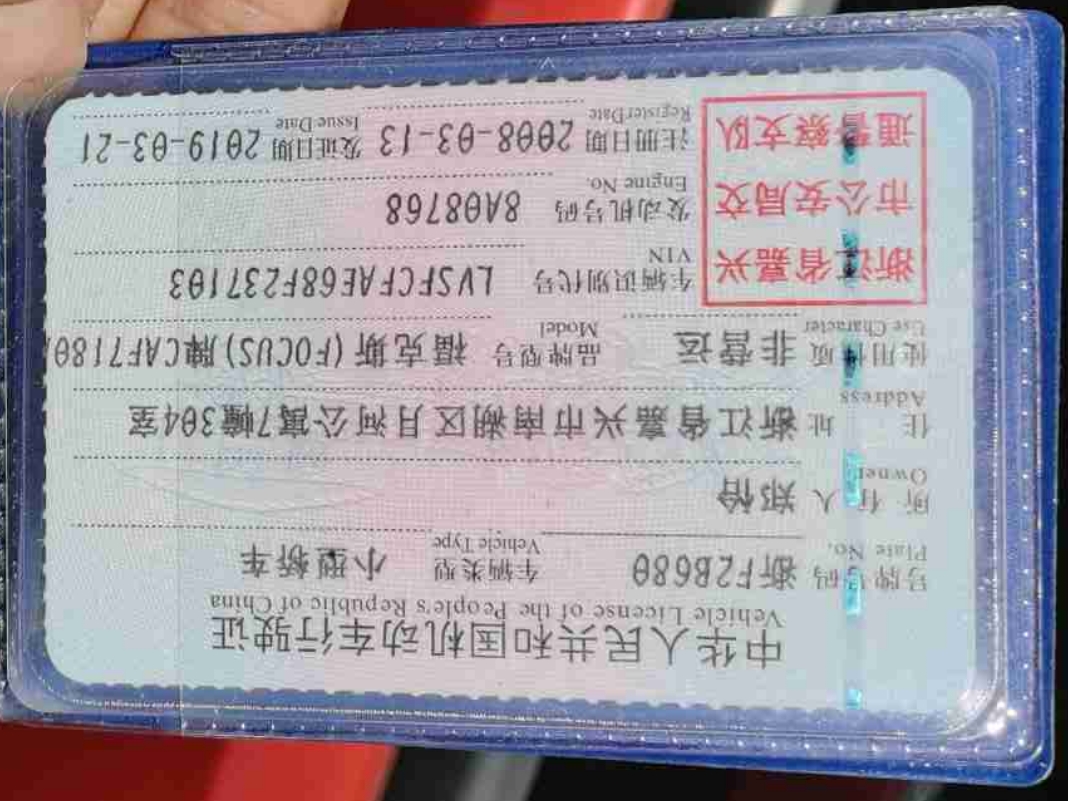 中华人民共和国机动车行驶证
Vehicle License of the People's Republic of China
号牌号码 浙F2B680 车辆类型 小型轿车
Plate No. Vehicle Type
所有人 郑怡
Owner
住址 浙江省嘉兴市南湖区月河公寓7幢304室
Address
使用性质 非营运 品牌型号 福克斯(FOCUS)牌CAF7180
Use Character Model
浙江省嘉兴
市公安局交
通警察支队
车辆识别代号 LVSFCFAE68F237103
VIN
发动机号码 8A08768
Engine No.
注册日期 2008-03-13 发证日期 2019-03-21
Register Date Issue Date